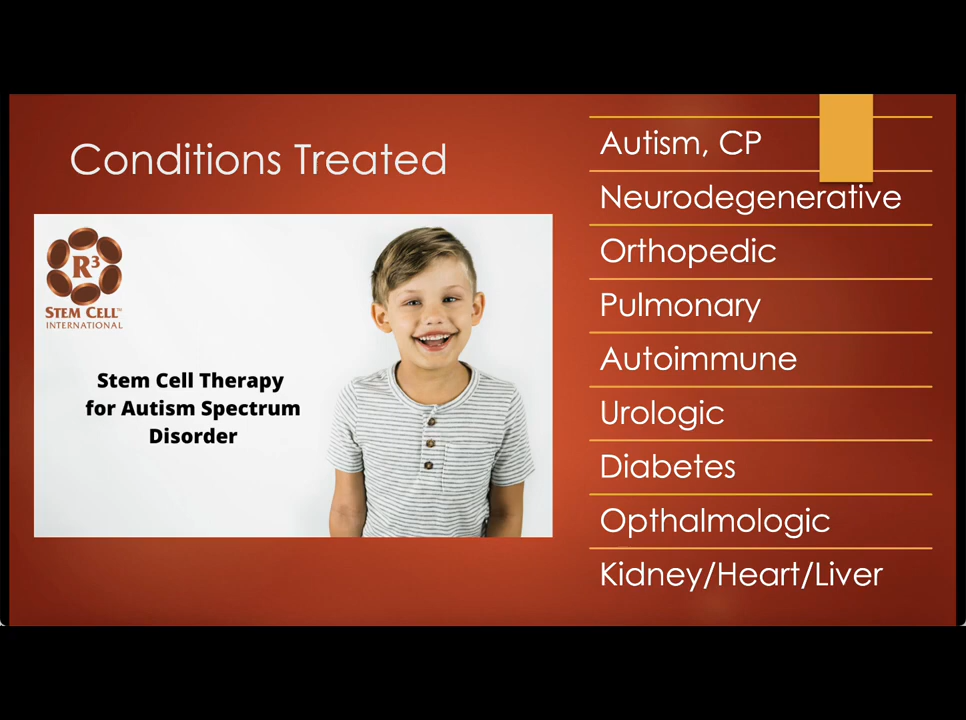 Conditions Treated
R³
STEM CELL™
INTERNATIONAL
Stem Cell Therapy
for Autism Spectrum
Disorder
Autism, CP
Neurodegenerative
Orthopedic
Pulmonary
Autoimmune
Urologic
Diabetes
Opthalmologic
Kidney/Heart/Liver